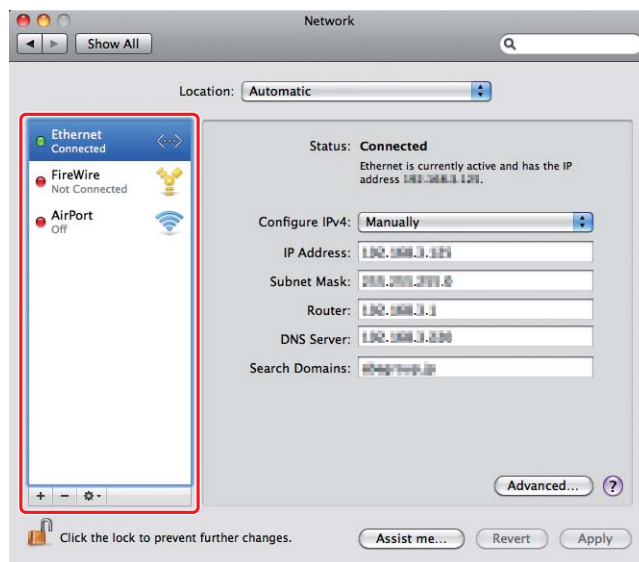 Network
Show All
Location: Automatic
Ethernet
Connected
FireWire
Not Connected
AirPort
Off
Status: Connected
Ethernet is currently active and has the IP
address
Configure IPv4: Manually
IP Address:
Subnet Mask:
Router:
DNS Server:
Search Domains:
Advanced...
?
+ -
Click the lock to prevent further changes.
Assist me...
Revert
Apply